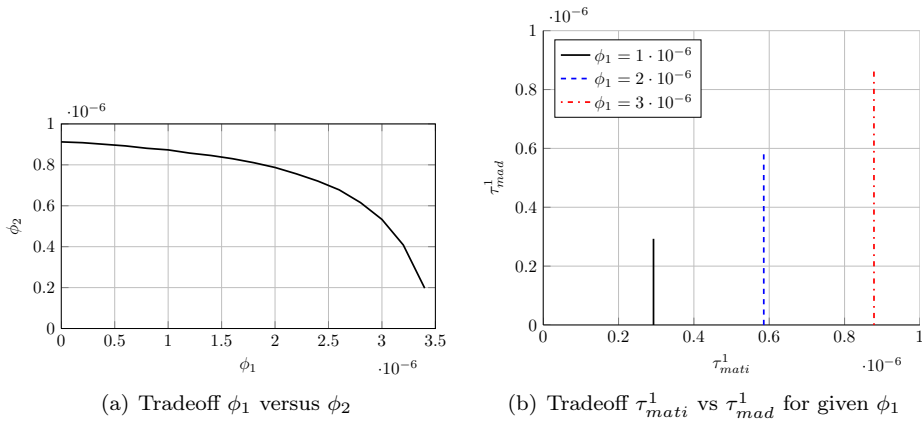 ·10⁻⁶
1
0.8
0.6
0.4
0.2
0
ϕ₂
0 0.5 1 1.5 2 2.5 3 3.5
ϕ₁
·10⁻⁶
(a) Tradeoff ϕ₁ versus ϕ₂
·10⁻⁶
1
0.8
0.6
0.4
0.2
0
τ¹ₘₐd
ϕ₁ = 1 · 10⁻⁶
ϕ₁ = 2 · 10⁻⁶
ϕ₁ = 3 · 10⁻⁶
0 0.2 0.4 0.6 0.8 1
τ¹ₘₐₜᵢ
·10⁻⁶
(b) Tradeoff τ¹ₘₐₜᵢ vs τ¹ₘₐd for given ϕ₁